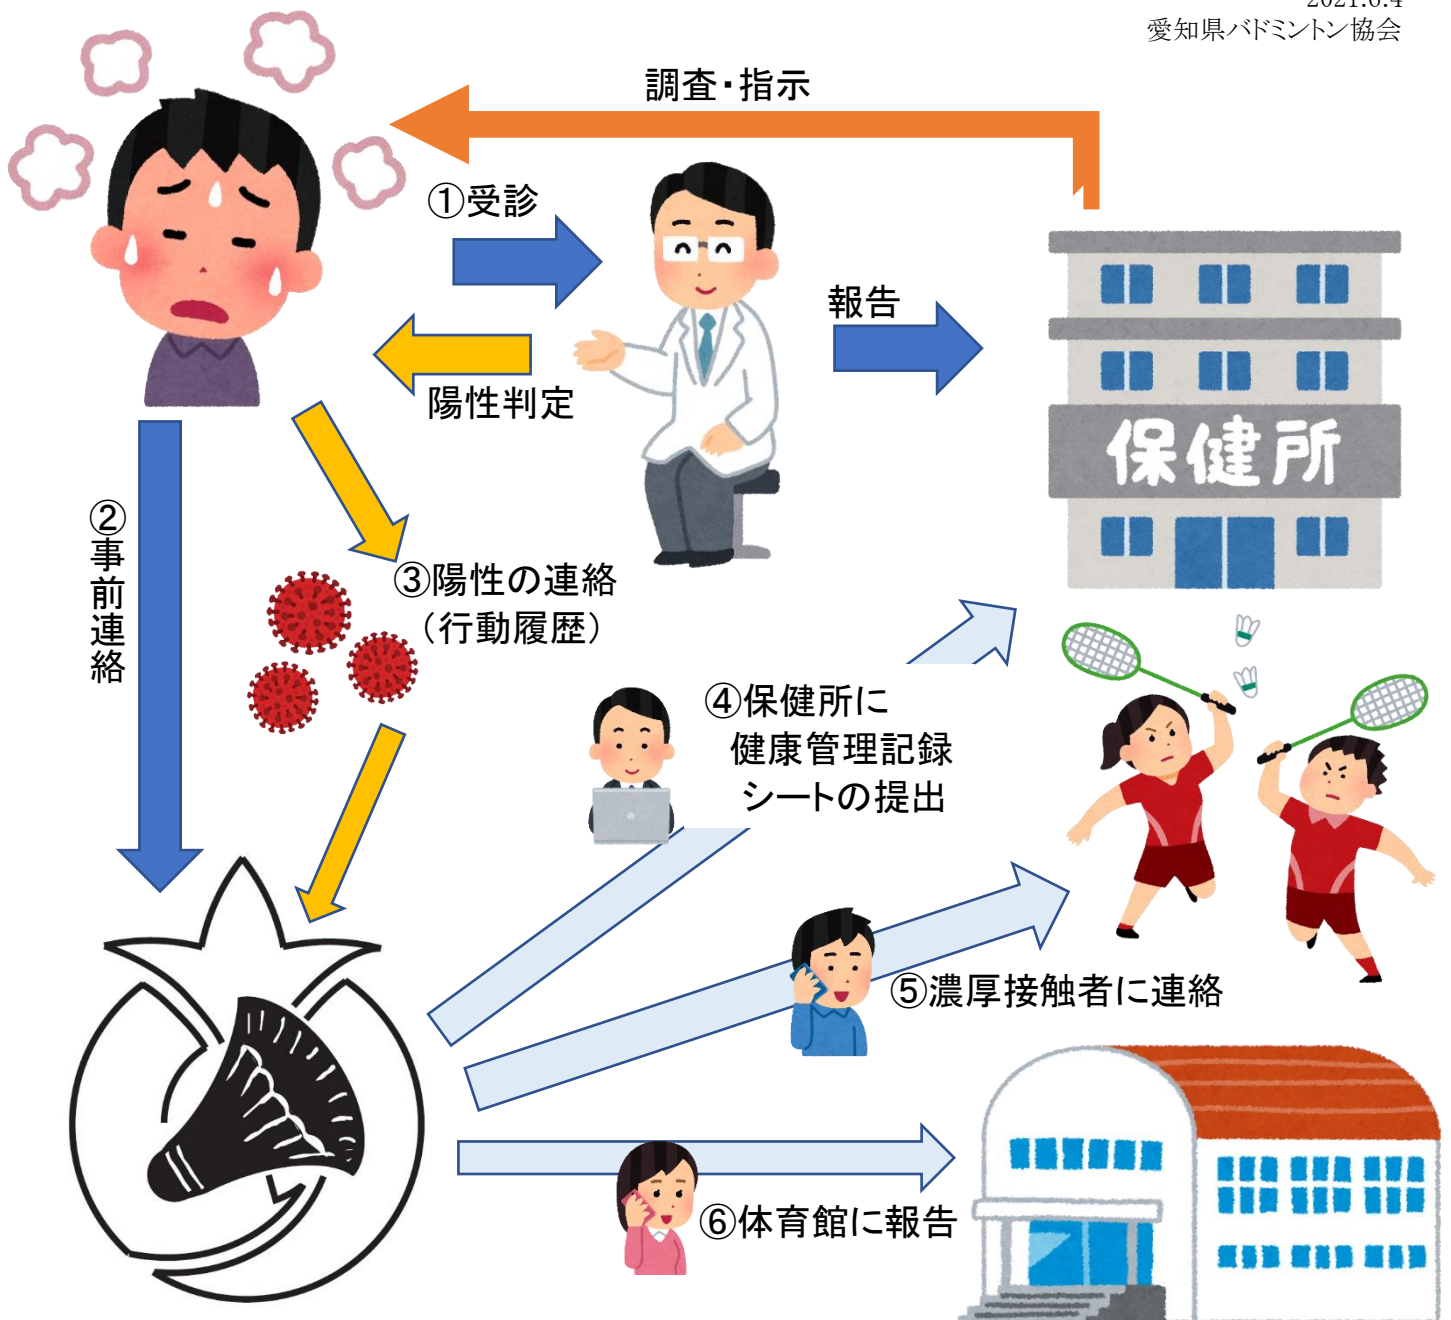 2021.6.4
愛知県バドミントン協会
調査・指示
①受診
報告
陽性判定
保健所
②事前連絡
③陽性の連絡
（行動履歴）
④保健所に
健康管理記録
シートの提出
⑤濃厚接触者に連絡
⑥体育館に報告